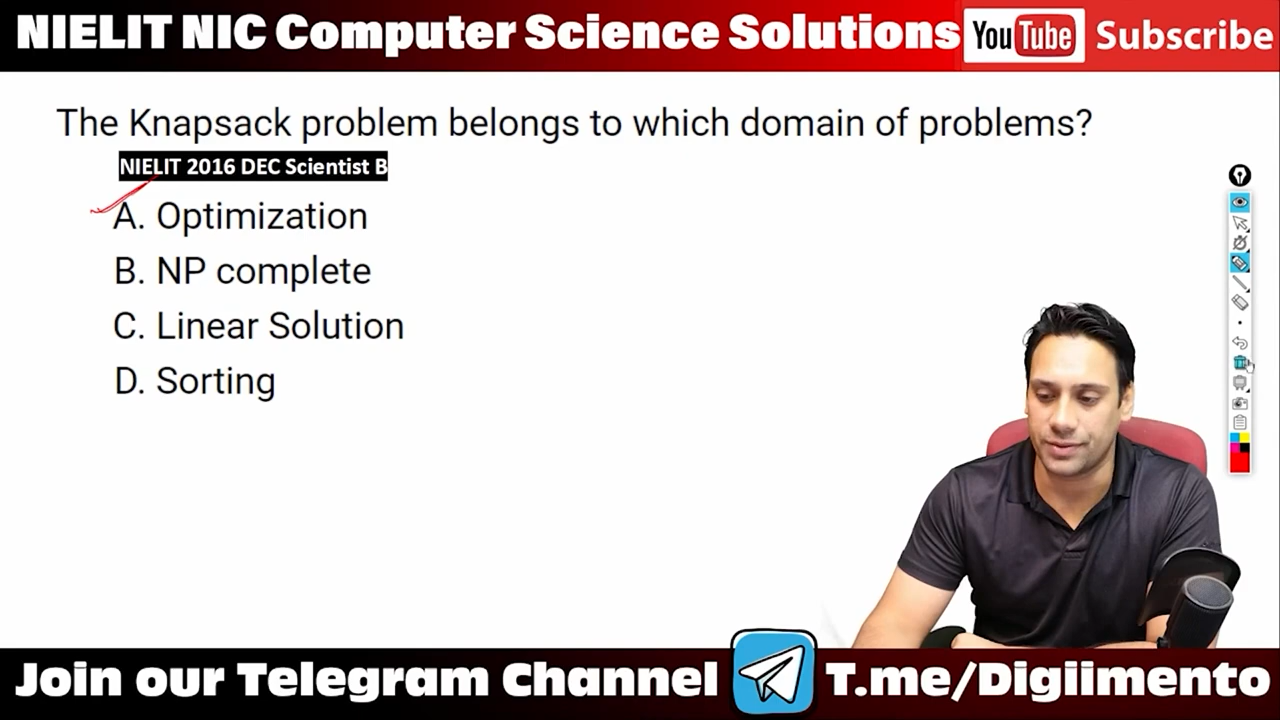 NIELIT NIC Computer Science Solutions YouTube Subscribe
The Knapsack problem belongs to which domain of problems?
NIELIT 2016 DEC Scientist B
A. Optimization
B. NP complete
C. Linear Solution
D. Sorting
Join our Telegram Channel T.me/Digiimento